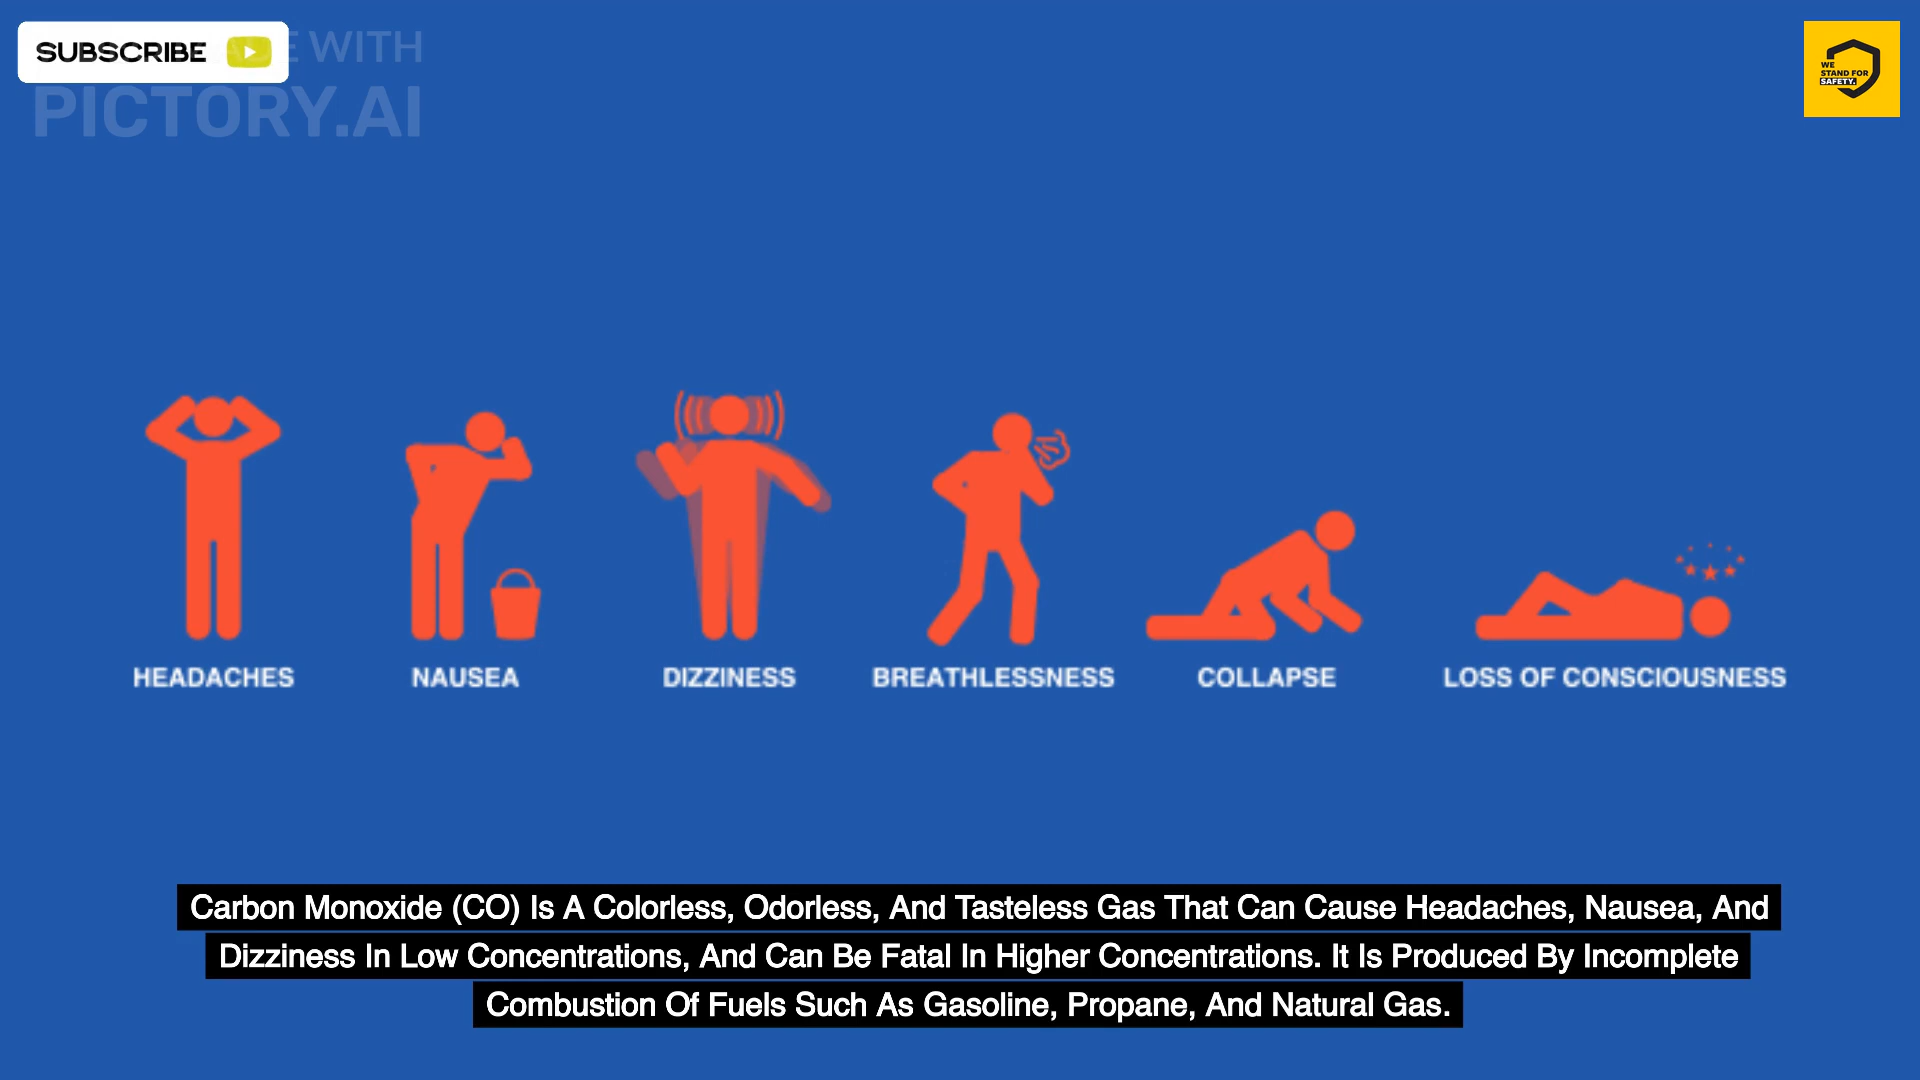 SUBSCRIBE
E WITH
PICTORY.AI
WE
STAND FOR
SAFETY.
HEADACHES
NAUSEA
DIZZINESS
BREATHLESSNESS
COLLAPSE
LOSS OF CONSCIOUSNESS
Carbon Monoxide (CO) Is A Colorless, Odorless, And Tasteless Gas That Can Cause Headaches, Nausea, And
Dizziness In Low Concentrations, And Can Be Fatal In Higher Concentrations. It Is Produced By Incomplete
Combustion Of Fuels Such As Gasoline, Propane, And Natural Gas.